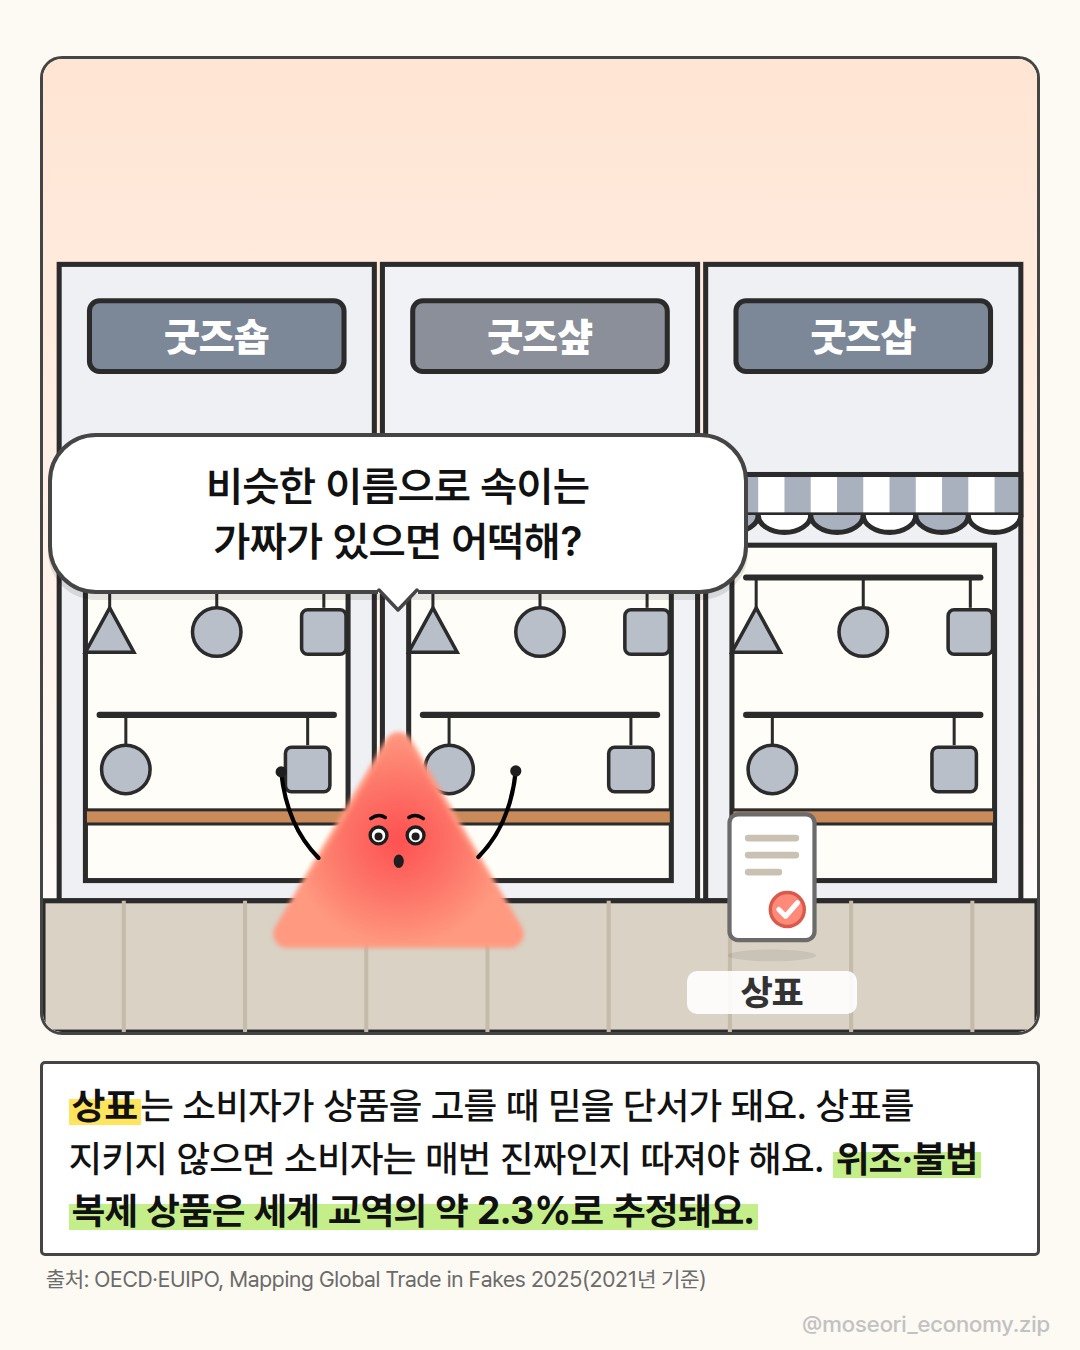 굿즈숍
굿즈샾
굿즈삽
비슷한 이름으로 속이는
가짜가 있으면 어떡해?
상표
상표는 소비자가 상품을 고를 때 믿을 단서가 돼요. 상표를
지키지 않으면 소비자는 매번 진짜인지 따져야 해요. 위조·불법
복제 상품은 세계 교역의 약 2.3%로 추정돼요.
출처: OECD·EUIPO, Mapping Global Trade in Fakes 2025(2021년 기준)
@moseori_economy.zip